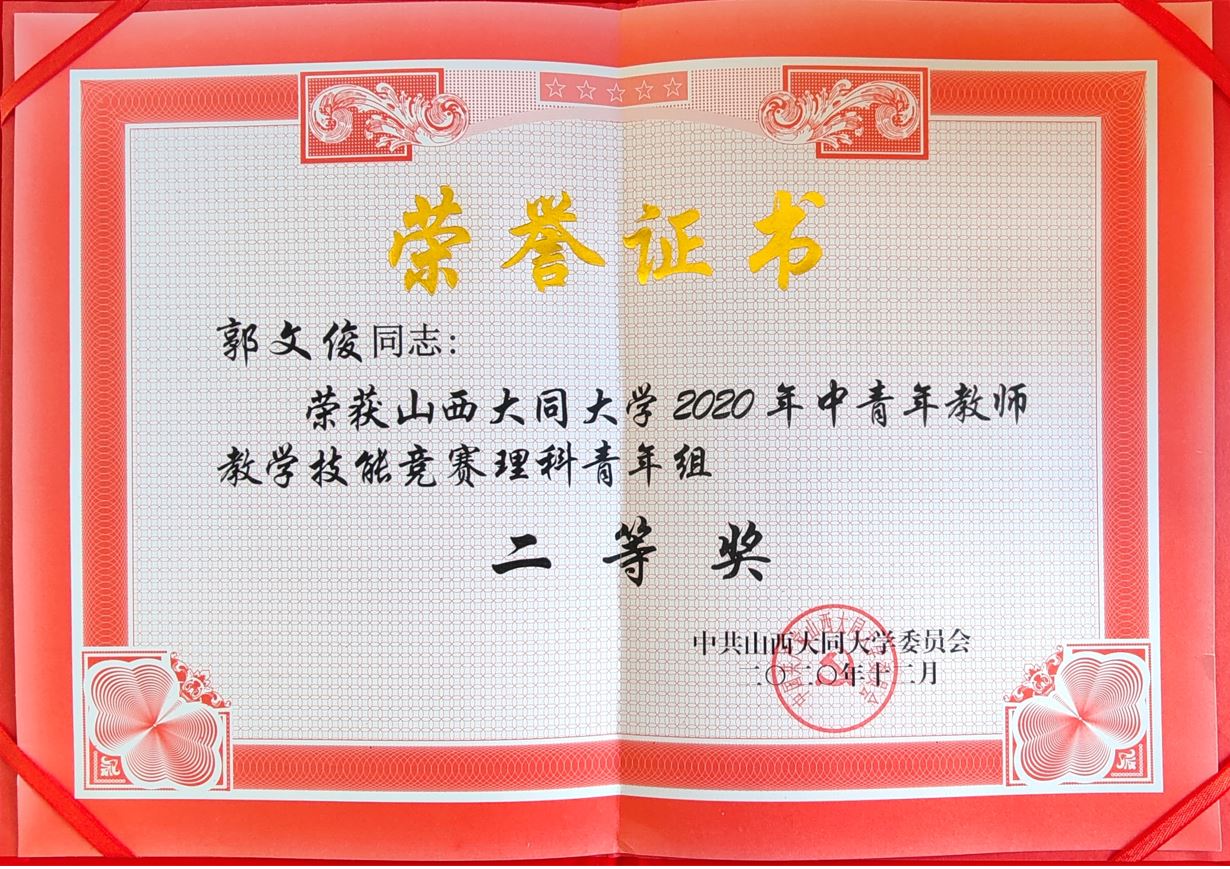 荣誉证书
郭文俊同志：
荣获山西大同大学2020年中青年教师
教学技能竞赛理科青年组
二等奖
中共山西大同大学委员会
二〇二〇年十二月